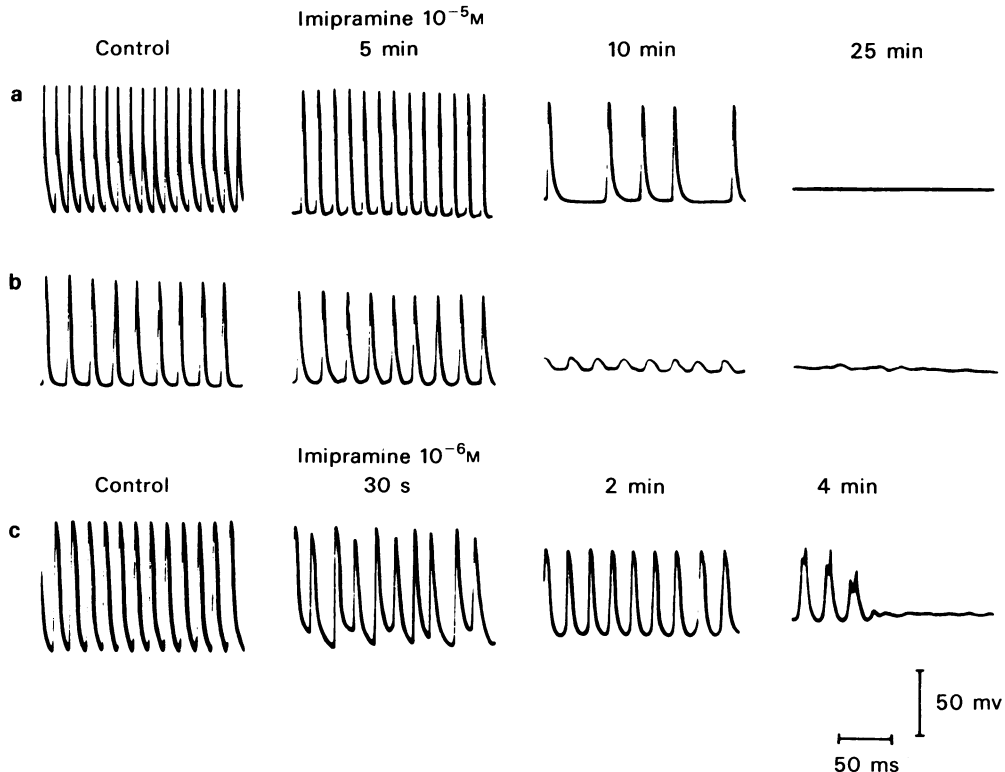 Imipramine 10⁻⁵M
Control 5 min 10 min 25 min
a
b
Imipramine 10⁻⁶M
Control 30 s 2 min 4 min
c
50 mv
50 ms